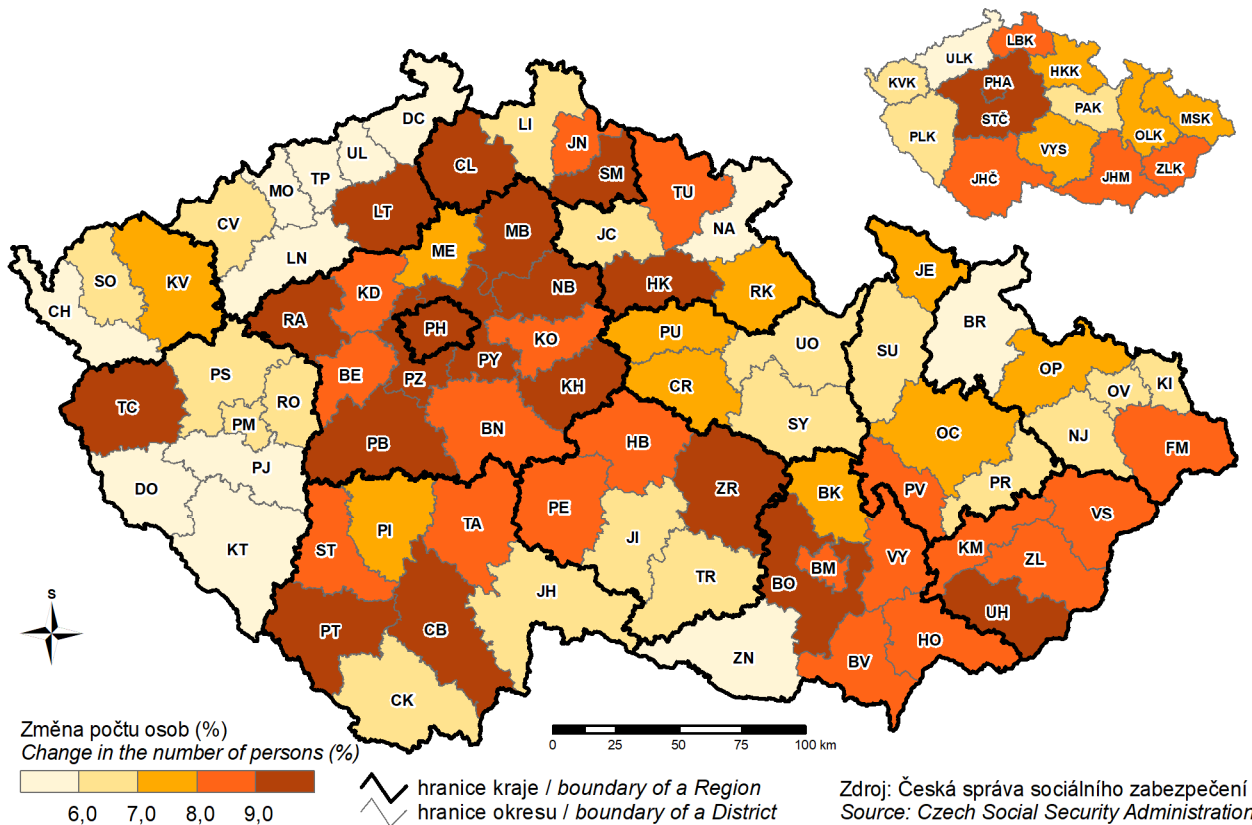 LBK
ULK
HKK
KVK
PHA
PAK
STČ
MSK
PLK
OLK
VYS
JHČ
JHM
ZLK
DC
LI
UL
JN
TP
CL
SM
MO
TU
LT
CV
NA
MB
JC
ME
LN
SO
KV
JE
NB
HK
KD
RK
CH
RA
BR
PH
PU
KO
UO
SU
PY
OP
PS
BE
PZ
KH
CR
KI
OV
TC
RO
PM
SY
BN
OC
NJ
HB
PB
FM
PJ
PR
DO
ZR
BK
PV
PE
VS
TA
PI
ST
JI
KT
KM
VY
ZL
BM
TR
BO
JH
UH
PT
CB
HO
ZN
BV
CK
S
Změna počtu osob (%)
Change in the number of persons (%)
6,0 7,0 8,0 9,0
0 25 50 75 100 km
hranice kraje / boundary of a Region
hranice okresu / boundary of a District
Zdroj: Česká správa sociálního zabezpečení
Source: Czech Social Security Administration